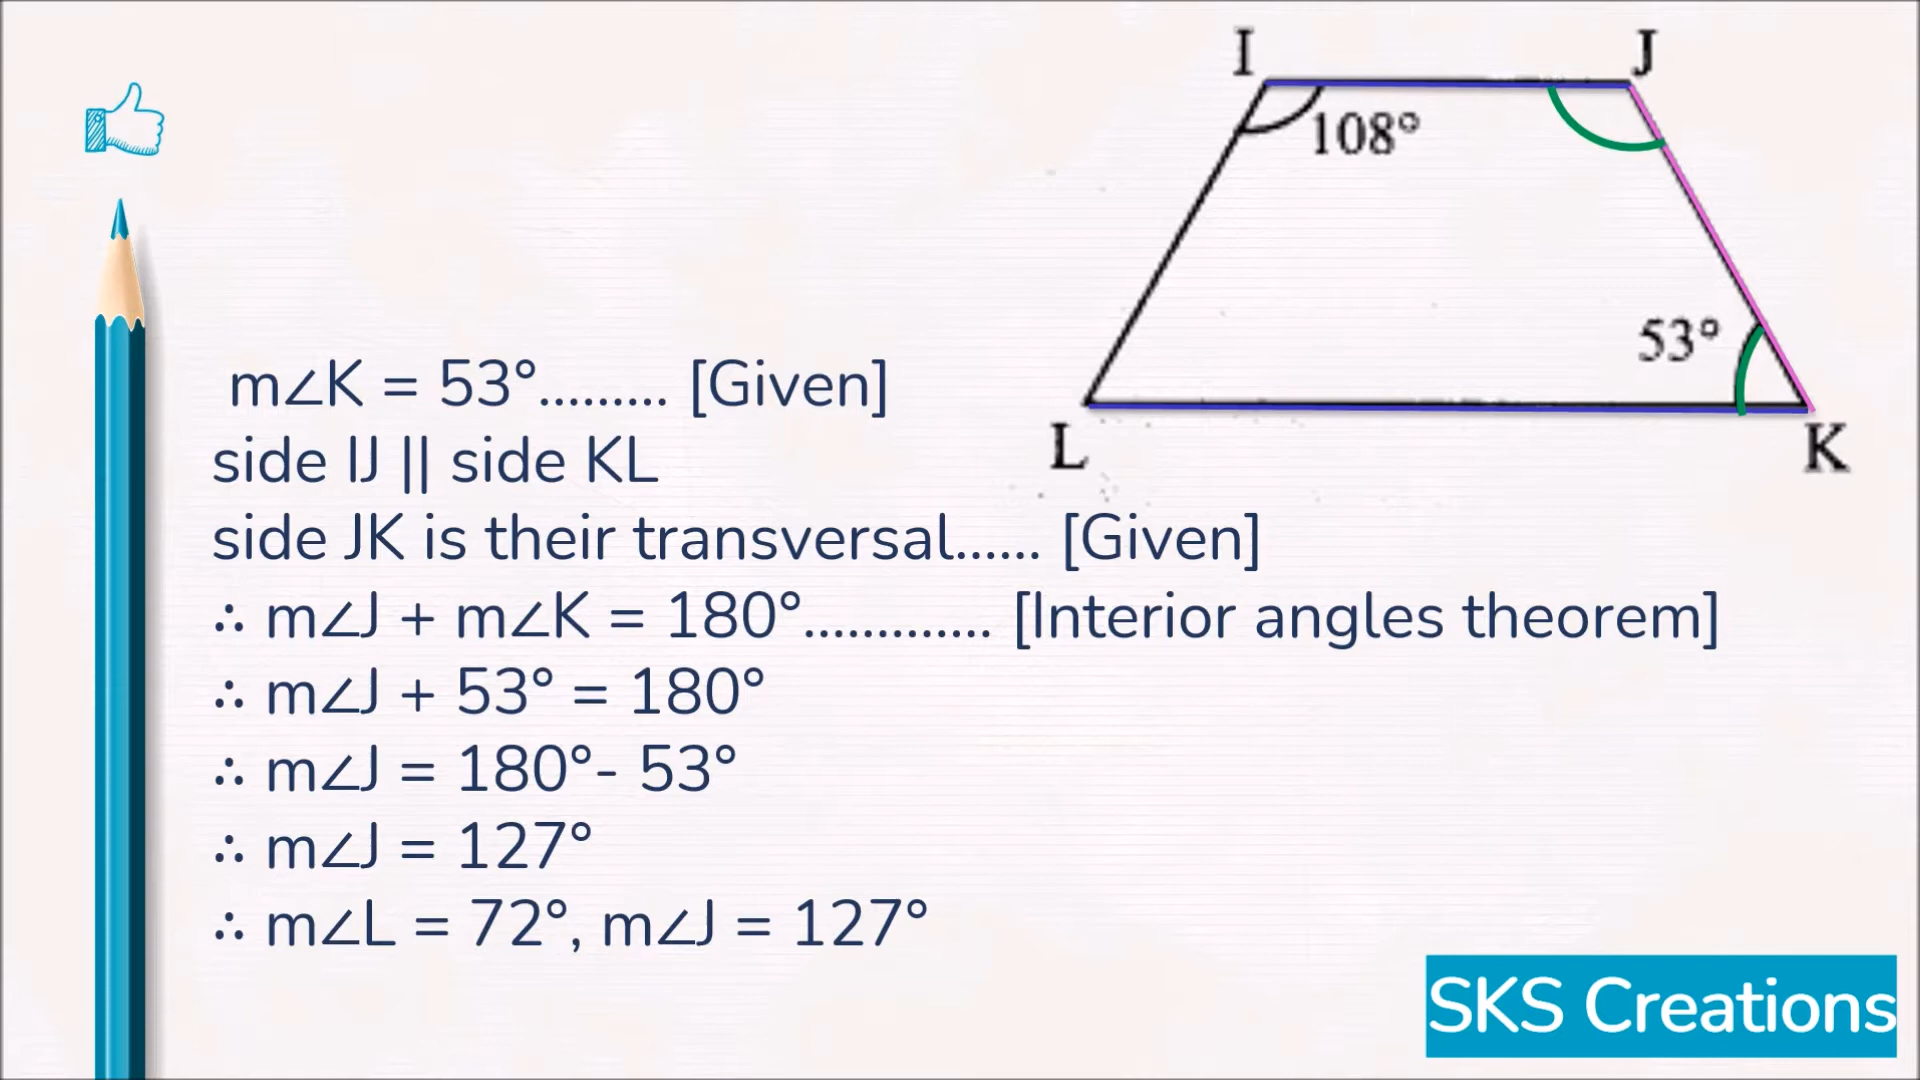 I
J
108°
53°
L
K
m∠K = 53°......... [Given]
side IJ || side KL
side JK is their transversal...... [Given]
∴ m∠J + m∠K = 180°............. [Interior angles theorem]
∴ m∠J + 53° = 180°
∴ m∠J = 180°- 53°
∴ m∠J = 127°
∴ m∠L = 72°, m∠J = 127°
SKS Creations